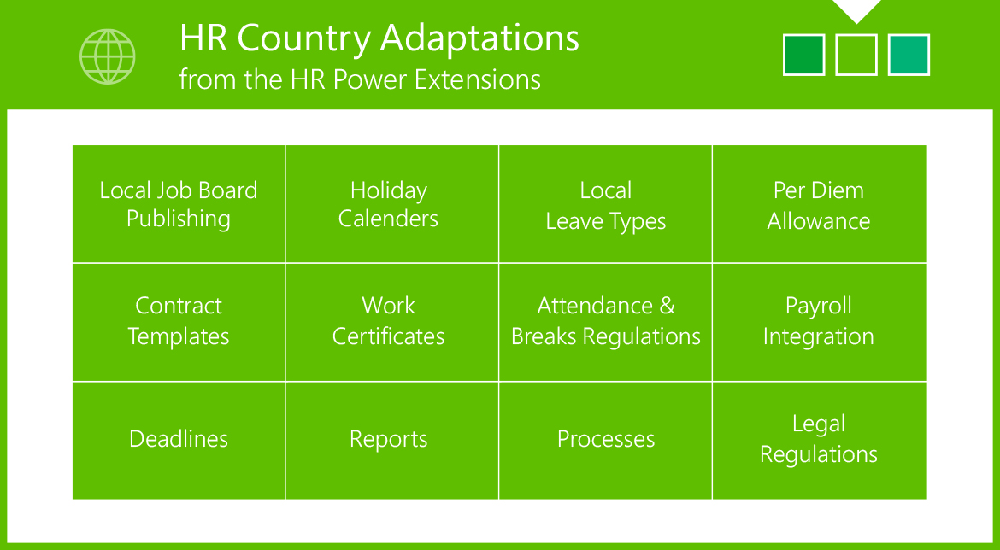 HR Country Adaptations
from the HR Power Extensions
Local Job Board
Publishing
Holiday
Calenders
Local
Leave Types
Per Diem
Allowance
Contract
Templates
Work
Certificates
Attendance &
Breaks Regulations
Payroll
Integration
Deadlines
Reports
Processes
Legal
Regulations